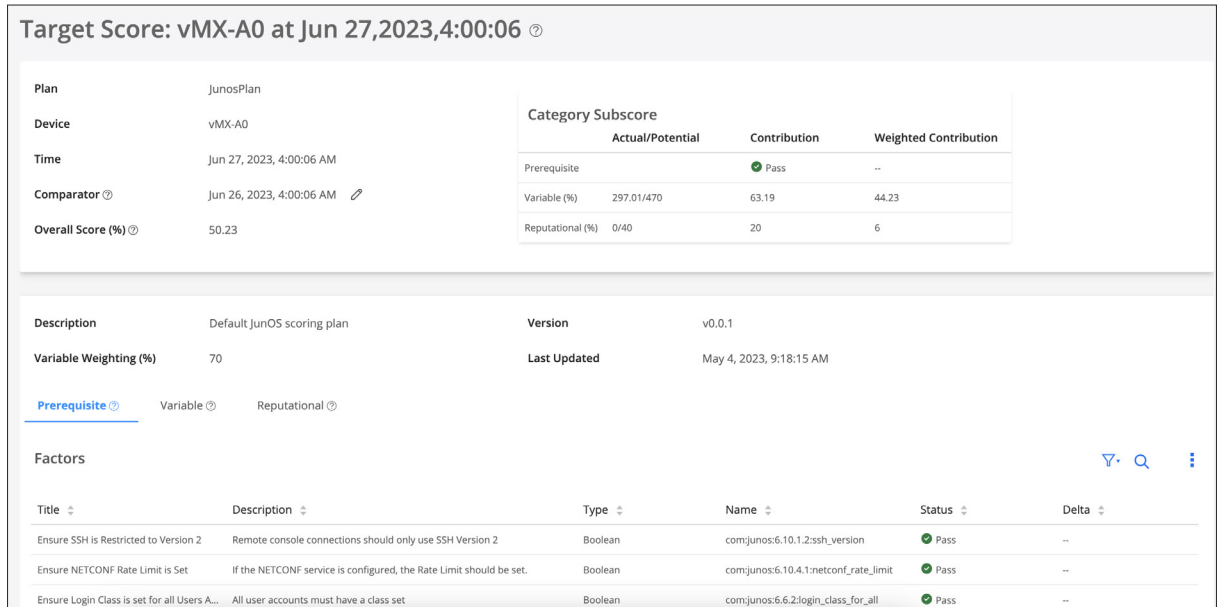 Target Score: vMX-A0 at Jun 27,2023,4:00:06
Plan JunosPlan
Device vMX-A0
Time Jun 27, 2023, 4:00:06 AM
Comparator Jun 26, 2023, 4:00:06 AM
Overall Score (%) 50.23
Category Subscore
Actual/Potential Contribution Weighted Contribution
Prerequisite Pass --
Variable (%) 297.01/470 63.19 44.23
Reputational (%) 0/40 20 6
Description Default JunOS scoring plan Version v0.0.1
Variable Weighting (%) 70 Last Updated May 4, 2023, 9:18:15 AM
Prerequisite Variable Reputational
Factors
Title Description Type Name Status Delta
Ensure SSH is Restricted to Version 2 Remote console connections should only use SSH Version 2 Boolean com:junos:6.10.1.2:ssh_version Pass --
Ensure NETCONF Rate Limit is Set If the NETCONF service is configured, the Rate Limit should be set. Boolean com:junos:6.10.4.1:netconf_rate_limit Pass --
Ensure Login Class is set for all Users A... All user accounts must have a class set Boolean com:junos:6.6.2:login_class_for_all Pass --